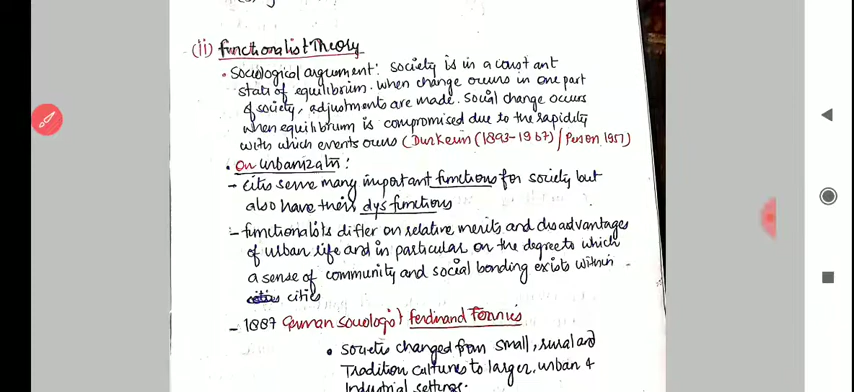 (ii) Functionalist Theory
• Sociological argument: Society is in a constant
state of equilibrium. When change occurs in one part
of society, adjustments are made. Social change occurs
when equilibrium is compromised due to the rapidity
with which events occurs (Durkeim (1893-1967) / Person 1957)
• On Urbanizatn:
- Cities serve many important functions for society but
also have their dysfunctions
- functionalists differ on relative merits and disadvantages
of urban life and in particular on the degree to which
a sense of community and social bonding exists within
cities
- 1887 German Sociologist Ferdinand Tonnies
• Societies changed from small, rural and
Tradition cultures to larger, urban &
Industrial settings.